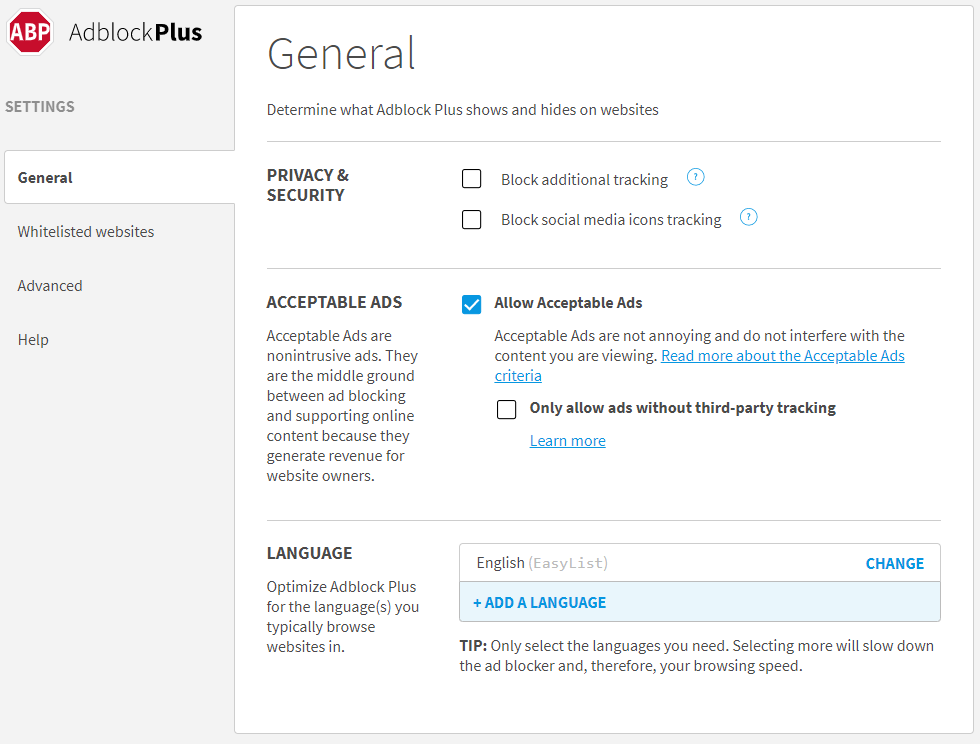 ABP AdblockPlus
SETTINGS
General
Whitelisted websites
Advanced
Help
General
Determine what Adblock Plus shows and hides on websites
PRIVACY &
SECURITY
Block additional tracking ?
Block social media icons tracking ?
ACCEPTABLE ADS
Acceptable Ads are
nonintrusive ads. They
are the middle ground
between ad blocking
and supporting online
content because they
generate revenue for
website owners.
Allow Acceptable Ads
Acceptable Ads are not annoying and do not interfere with the
content you are viewing. Read more about the Acceptable Ads
criteria
Only allow ads without third-party tracking
Learn more
LANGUAGE
Optimize Adblock Plus
for the language(s) you
typically browse
websites in.
English (EasyList) CHANGE
+ ADD A LANGUAGE
TIP: Only select the languages you need. Selecting more will slow down
the ad blocker and, therefore, your browsing speed.